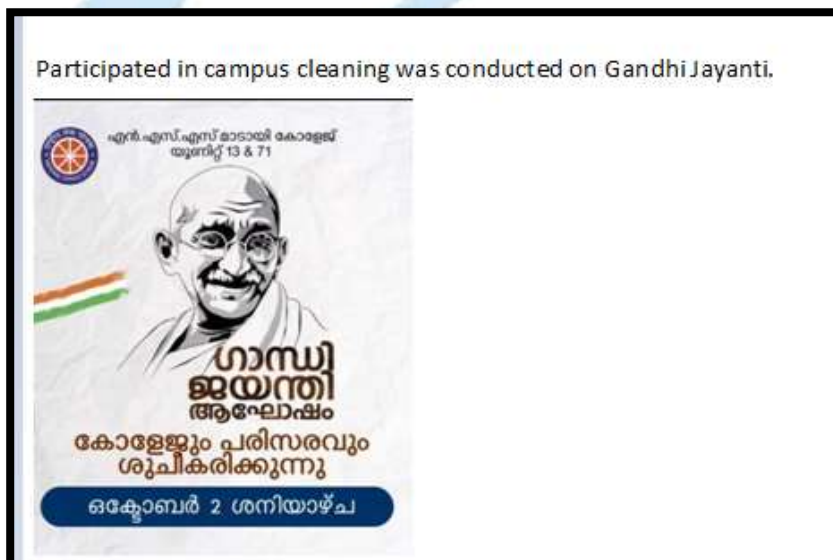 Participated in campus cleaning was conducted on Gandhi Jayanti.
എൻ.എസ്.എസ് മാടായി കോളേജ്
യൂണിറ്റ് 13 & 71
ഗാന്ധി
ജയന്തി
ആഘോഷം
കോളേജും പരിസരവും
ശുചീകരിക്കുന്നു
ഒക്ടോബർ 2 ശനിയാഴ്ച